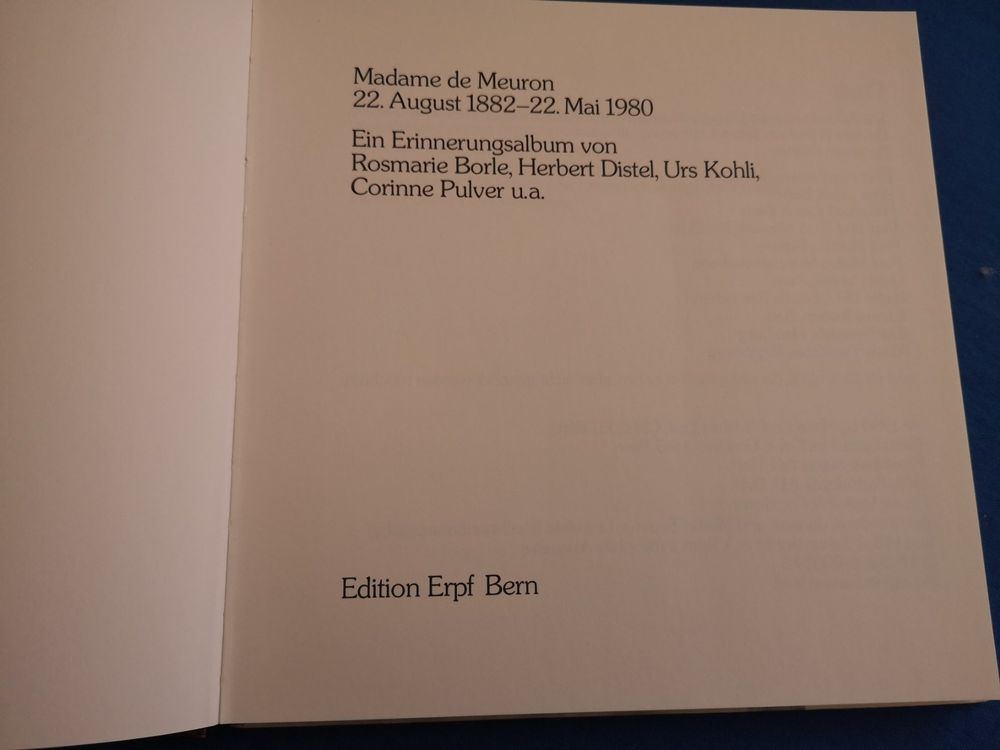 Madame de Meuron
22. August 1882–22. Mai 1980
Ein Erinnerungsalbum von
Rosmarie Borle, Herbert Distel, Urs Kohli,
Corinne Pulver u.a.
Edition Erpf Bern